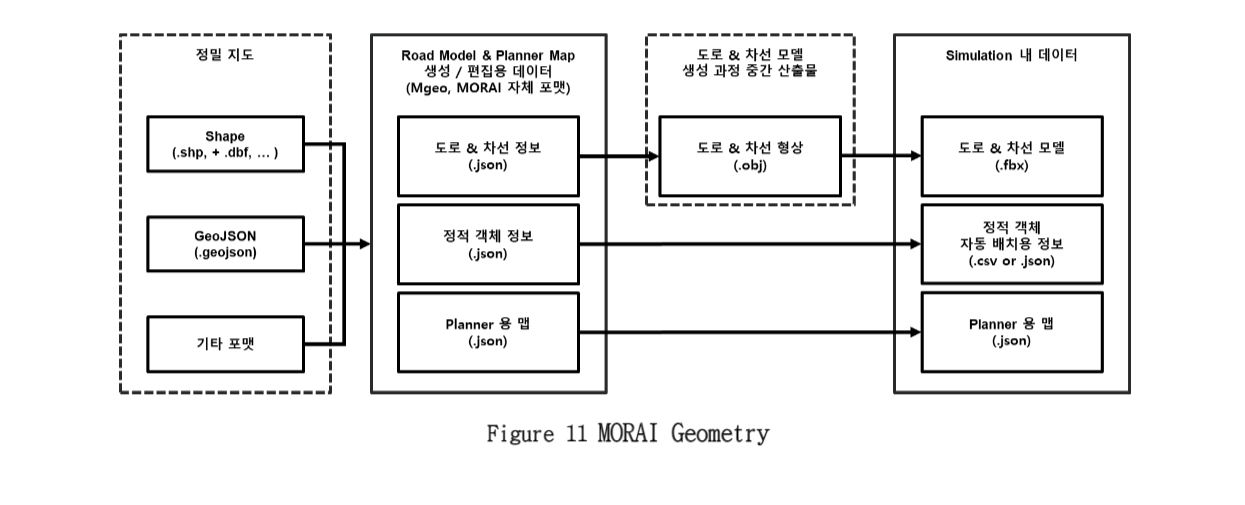 정밀 지도
Shape
(.shp, + .dbf, … )
GeoJSON
(.geojson)
기타 포맷
Road Model & Planner Map
생성 / 편집용 데이터
(Mgeo, MORAI 자체 포맷)
도로 & 차선 정보
(.json)
정적 객체 정보
(.json)
Planner 용 맵
(.json)
도로 & 차선 모델
생성 과정 중간 산출물
도로 & 차선 형상
(.obj)
Simulation 내 데이터
도로 & 차선 모델
(.fbx)
정적 객체
자동 배치용 정보
(.csv or .json)
Planner 용 맵
(.json)
Figure 11 MORAI Geometry